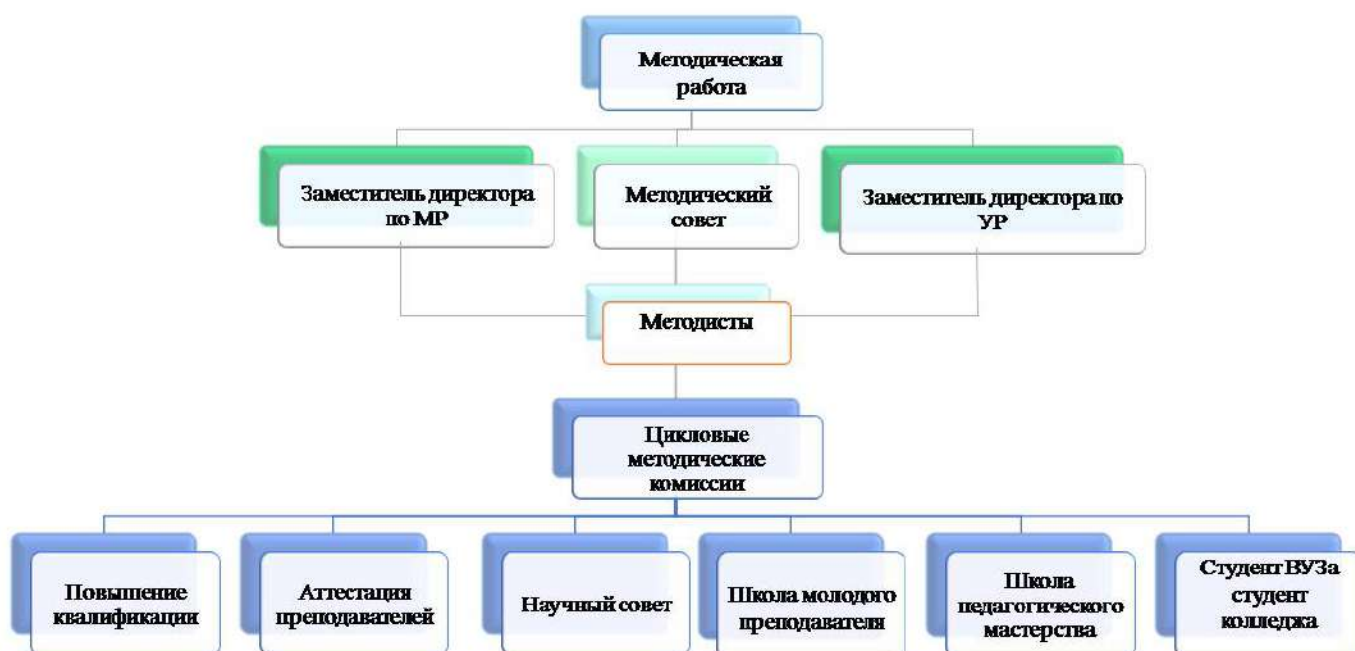 Методическая
работа
Заместитель директора
по МР
Методический
совет
Заместитель директора по
УР
Методисты
Цикловые
методические
комиссии
Повышение
квалификации
Аттестация
преподавателей
Научный совет
Школа молодого
преподавателя
Школа
педагогического
мастерства
Студент ВУЗа
студент
колледжа